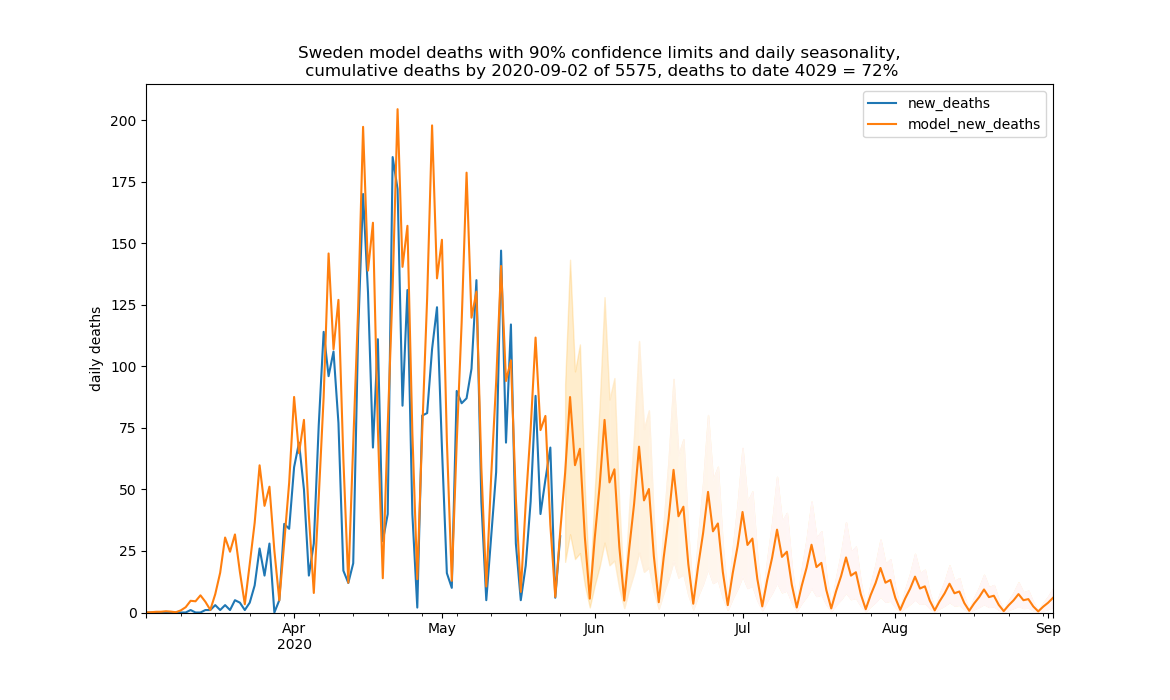 Sweden model deaths with 90% confidence limits and daily seasonality,
cumulative deaths by 2020-09-02 of 5575, deaths to date 4029 = 72%
new_deaths
model_new_deaths
daily deaths
200
175
150
125
100
75
50
25
0
Apr
2020
May
Jun
Jul
Aug
Sep